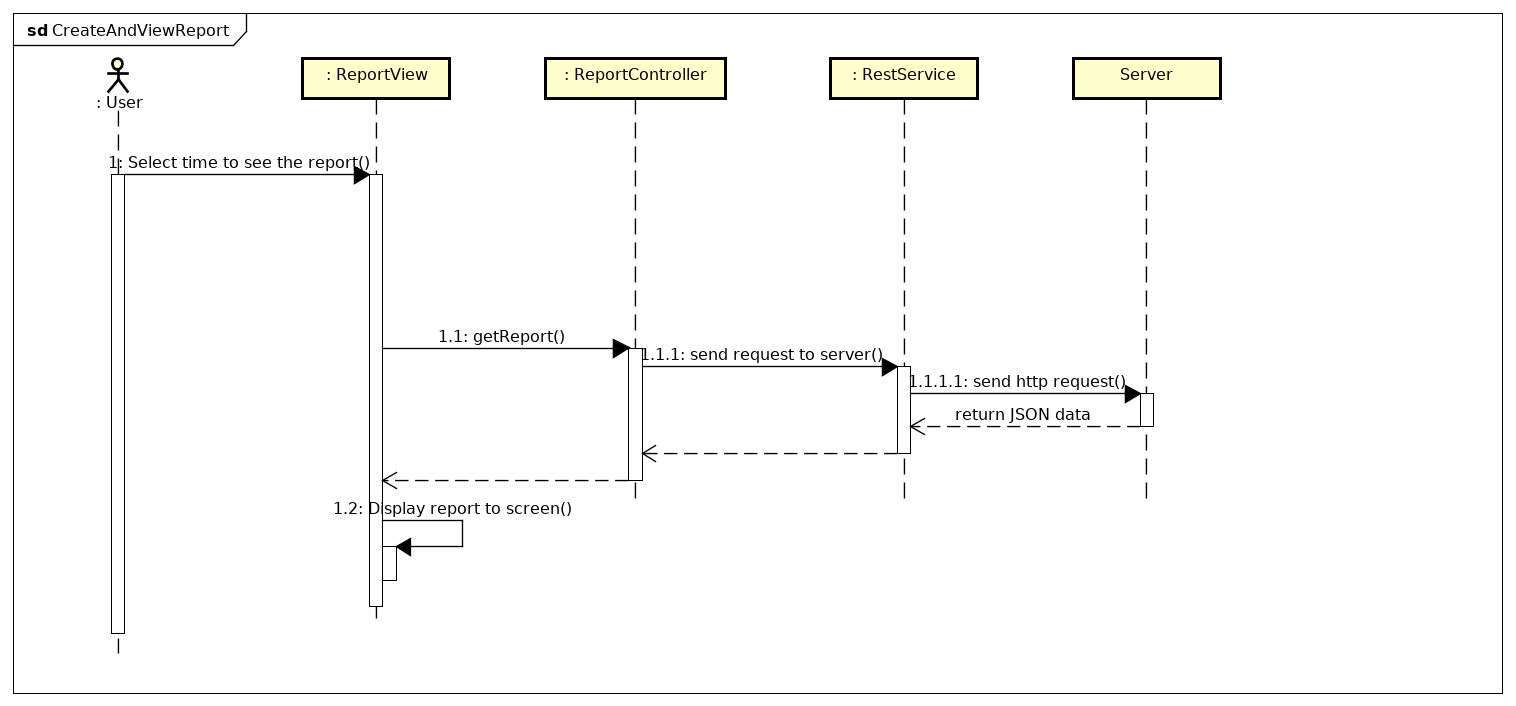 sd CreateAndViewReport
: User
: ReportView
: ReportController
: RestService
Server
1: Select time to see the report()
1.1: getReport()
1.1.1: send request to server()
1.1.1.1: send http request()
return JSON data
1.2: Display report to screen()